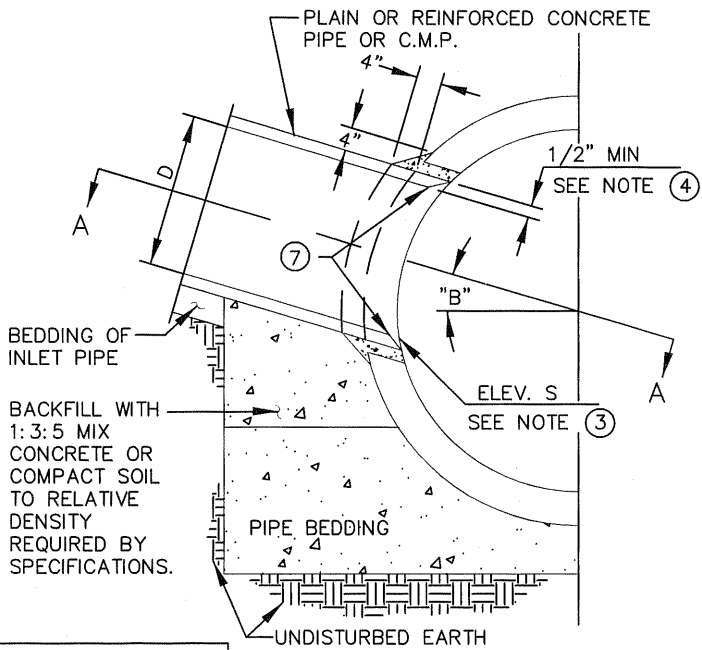 PLAIN OR REINFORCED CONCRETE
PIPE OR C.M.P.
4"
4"
1/2" MIN
SEE NOTE 4
D
A
7
"B"
A
BEDDING OF
INLET PIPE
ELEV. S
SEE NOTE 3
BACKFILL WITH
1:3:5 MIX
CONCRETE OR
COMPACT SOIL
TO RELATIVE
DENSITY
REQUIRED BY
SPECIFICATIONS.
PIPE BEDDING
UNDISTURBED EARTH